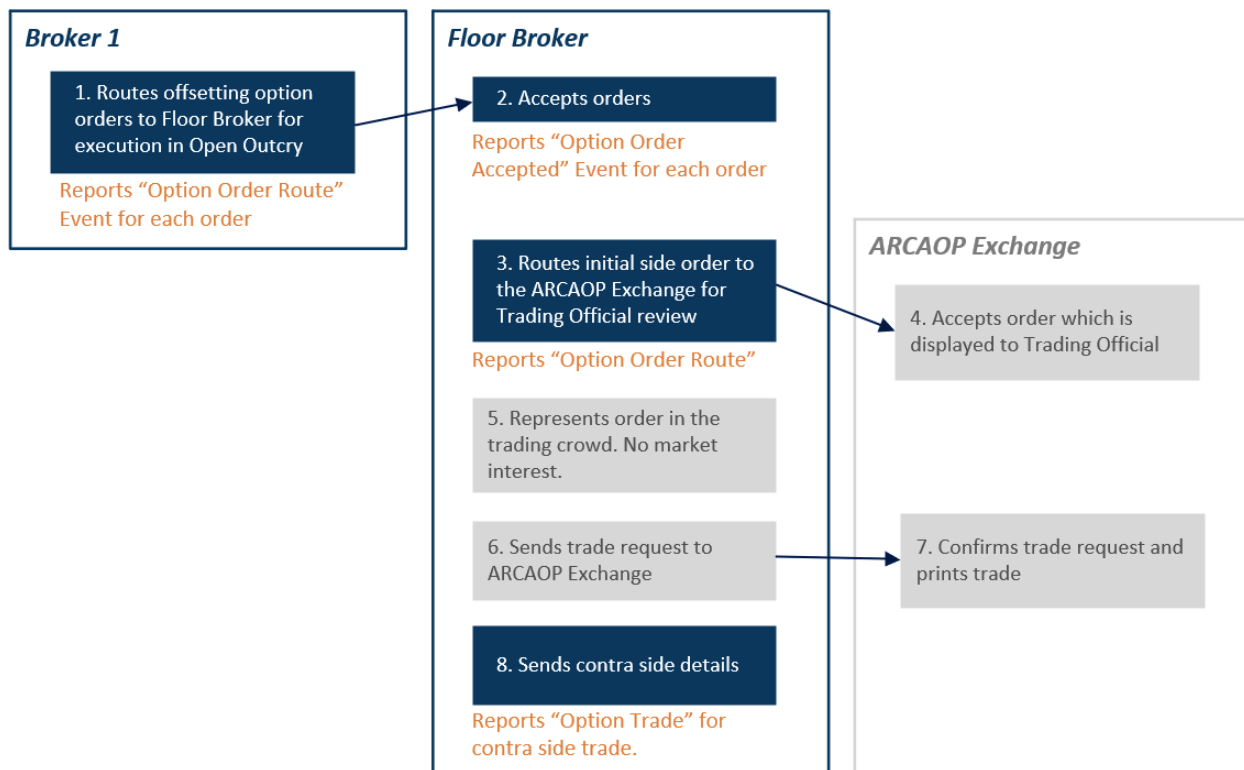 Broker 1
1. Routes offsetting option
orders to Floor Broker for
execution in Open Outcry
Reports “Option Order Route”
Event for each order
Floor Broker
2. Accepts orders
Reports “Option Order
Accepted” Event for each order
3. Routes initial side order to
the ARCAOP Exchange for
Trading Official review
Reports “Option Order Route”
ARCAOP Exchange
4. Accepts order which is
displayed to Trading Official
5. Represents order in the
trading crowd. No market
interest.
6. Sends trade request to
ARCAOP Exchange
7. Confirms trade request and
prints trade
8. Sends contra side details
Reports “Option Trade” for
contra side trade.